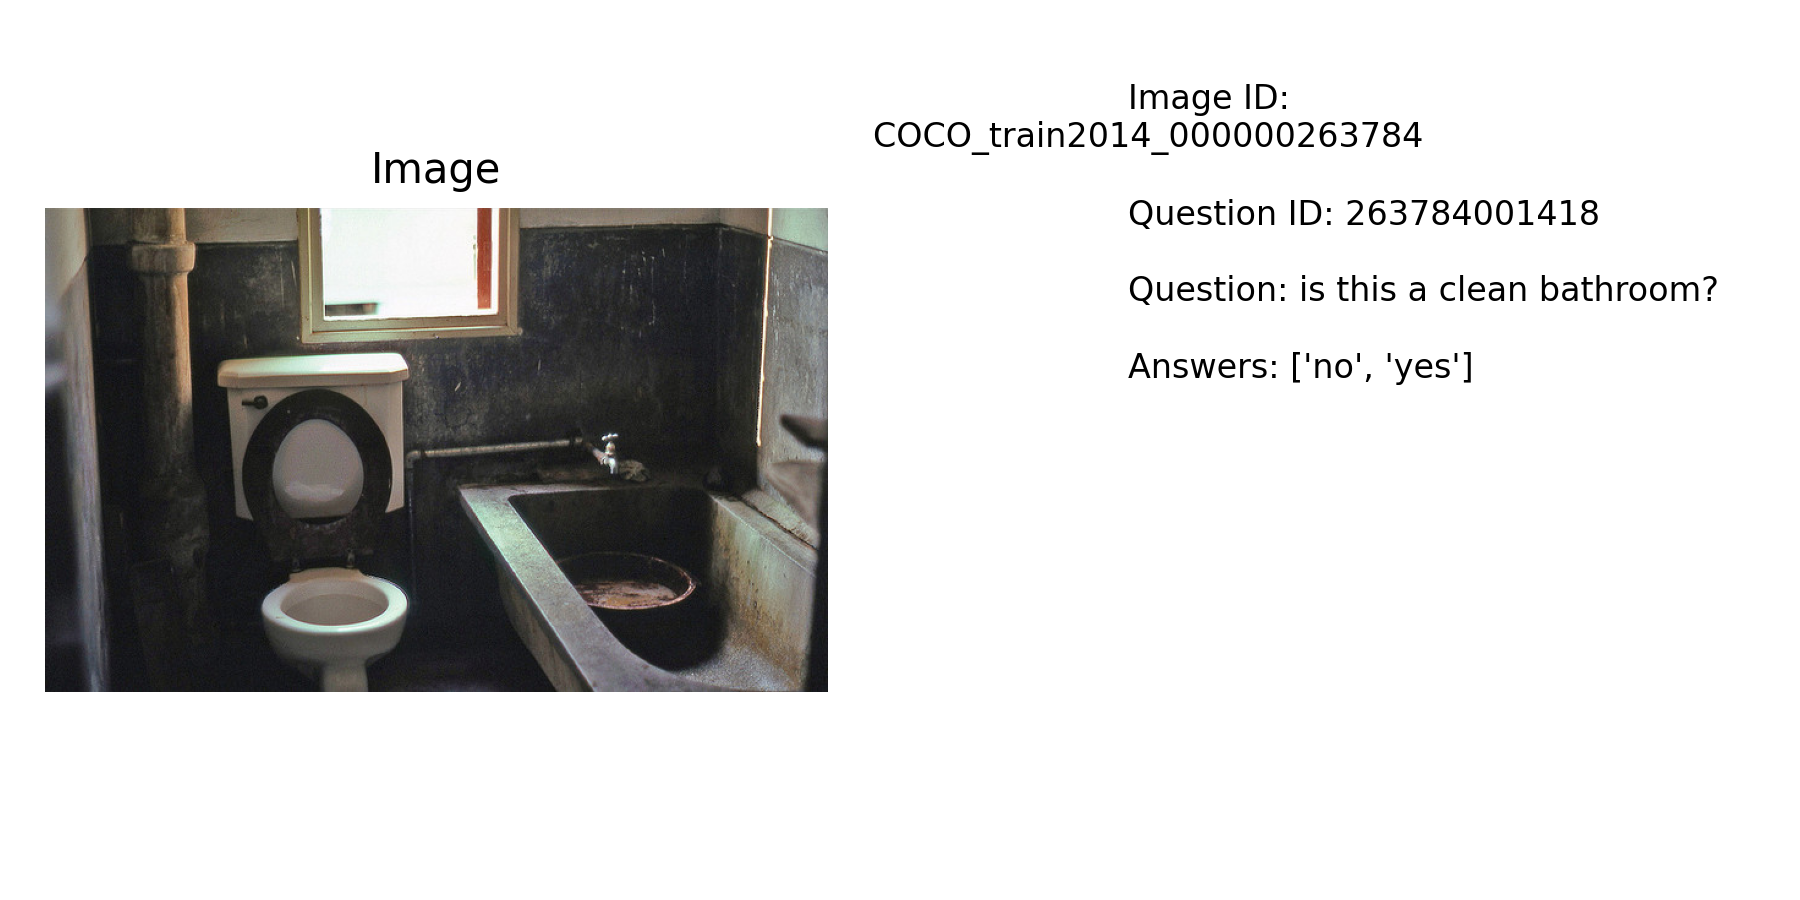 Image
Image ID:
COCO_train2014_000000263784
Question ID: 263784001418
Question: is this a clean bathroom?
Answers: ['no', 'yes']